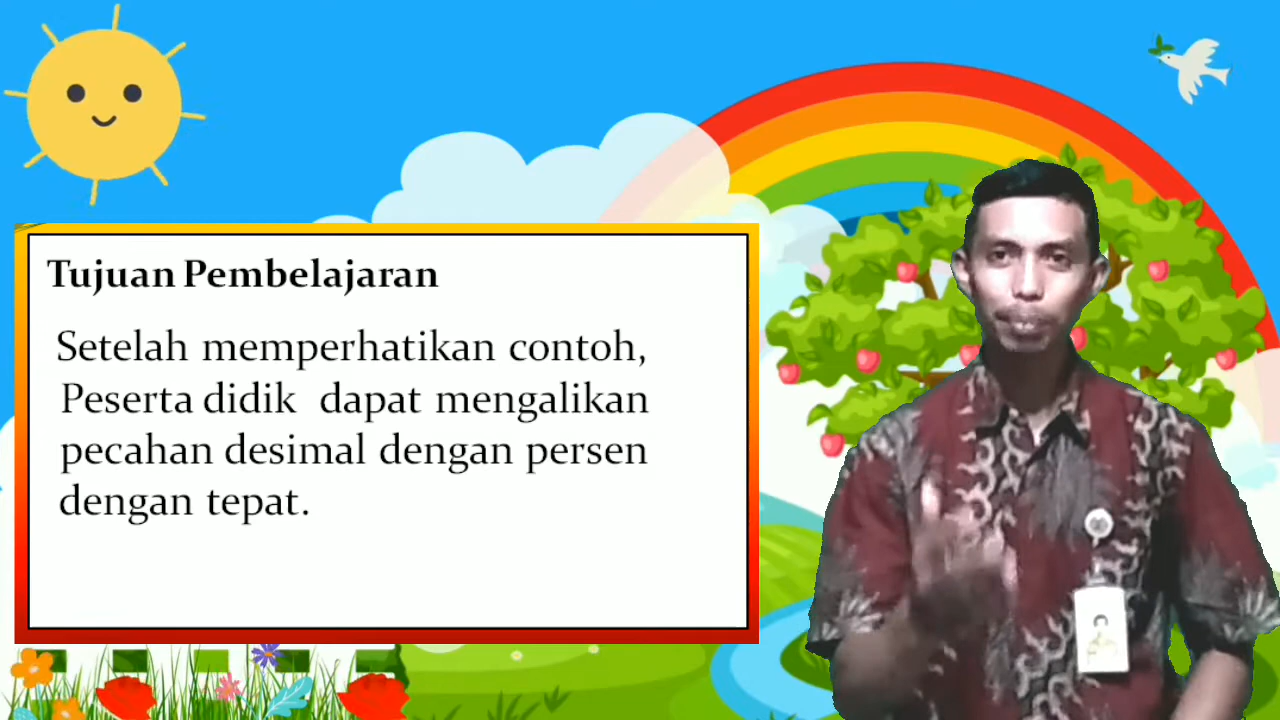 Tujuan Pembelajaran
Setelah memperhatikan contoh,
Peserta didik dapat mengalikan
pecahan desimal dengan persen
dengan tepat.